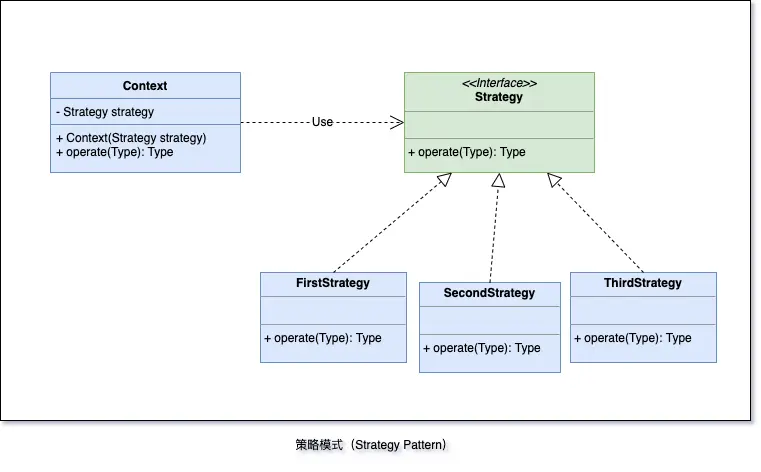 Context
- Strategy strategy
+ Context(Strategy strategy)
+ operate(Type): Type
Use
<<Interface>>
Strategy
+ operate(Type): Type
FirstStrategy
+ operate(Type): Type
SecondStrategy
+ operate(Type): Type
ThirdStrategy
+ operate(Type): Type
策略模式（Strategy Pattern）